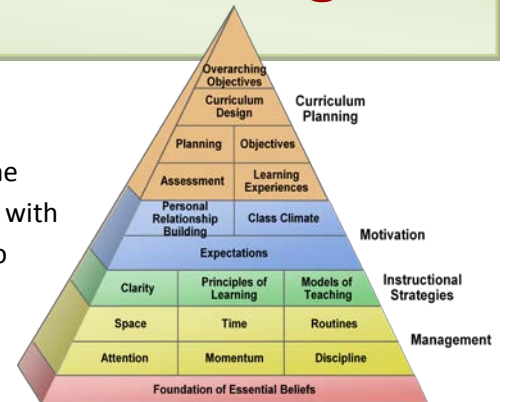 Overarching
Objectives
Curriculum
Design
Curriculum
Planning
Planning
Objectives
Assessment
Learning
Experiences
with
Personal
Relationship
Building
Class Climate
Motivation
Expectations
Clarity
Principles of
Learning
Models of
Teaching
Instructional
Strategies
Space
Time
Routines
Management
Attention
Momentum
Discipline
Foundation of Essential Beliefs